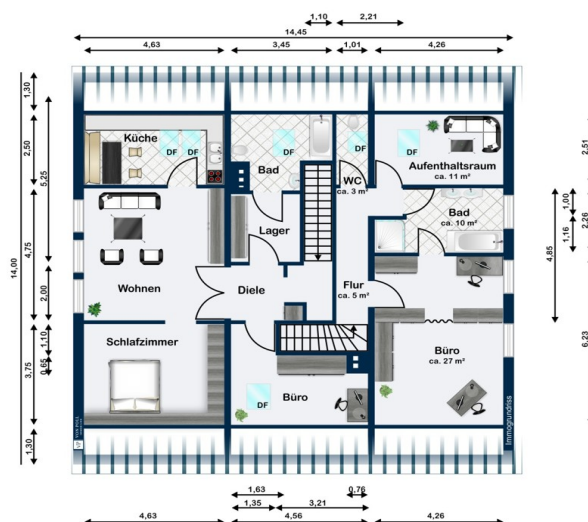 1,10
2,21
14,45
4,63
3,45
1,01
4,26
1,30
2,50
5,25
4,75
14,00
2,00
1,10
0,65
3,75
1,30
Küche
DF
DF
DF
DF
Bad
WC
ca. 3 m²
Aufenthaltsraum
ca. 11 m²
Bad
ca. 10 m²
Lager
Wohnen
Diele
Flur
ca. 5 m²
Schlafzimmer
Büro
DF
Büro
ca. 27 m²
2,51
1,00
2,26
1,16
4,85
6,23
Immogrundriss
1,63
0,76
1,35
3,21
4,63
4,56
4,26